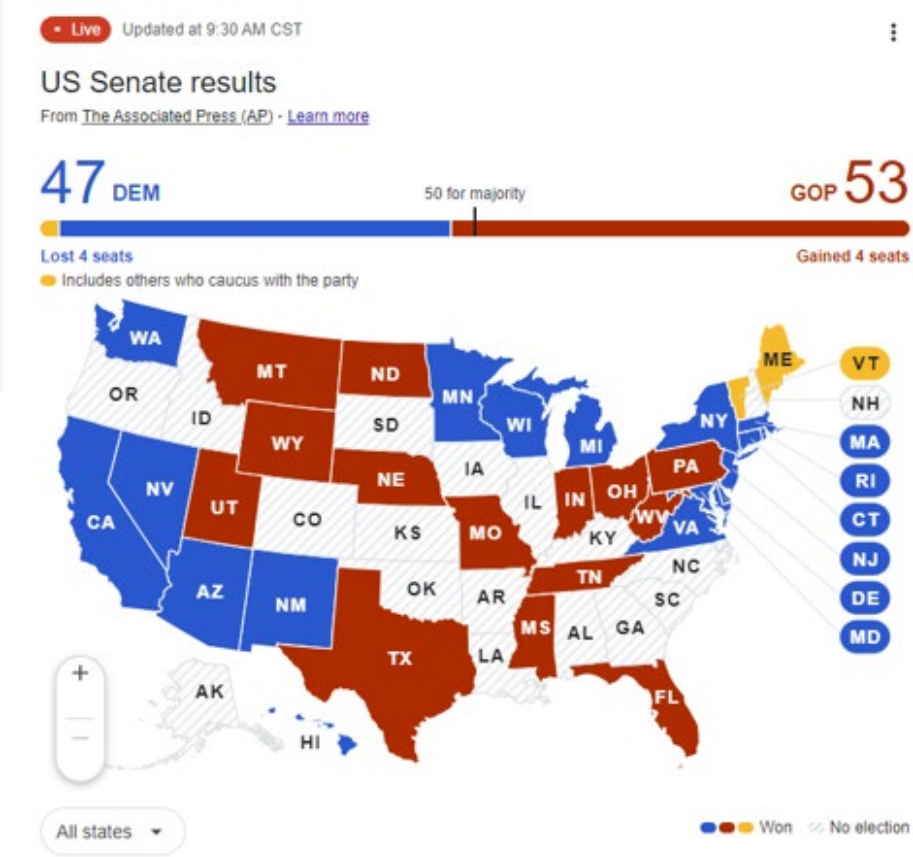 Live Updated at 9:30 AM CST
US Senate results
From The Associated Press (AP) · Learn more
47 DEM 50 for majority GOP 53
Lost 4 seats Gained 4 seats
Includes others who caucus with the party
WA
MT
ND
MN
ME
VT
OR
ID
SD
WI
NY
NH
WY
MI
MA
IA
PA
NE
RI
NV
UT
IL
IN
OH
CA
CO
KS
MO
WV
VA
CT
KY
NJ
NC
TN
AZ
NM
OK
AR
SC
DE
MS
AL
GA
MD
TX
LA
AK
FL
HI
+
−
All states Won No election